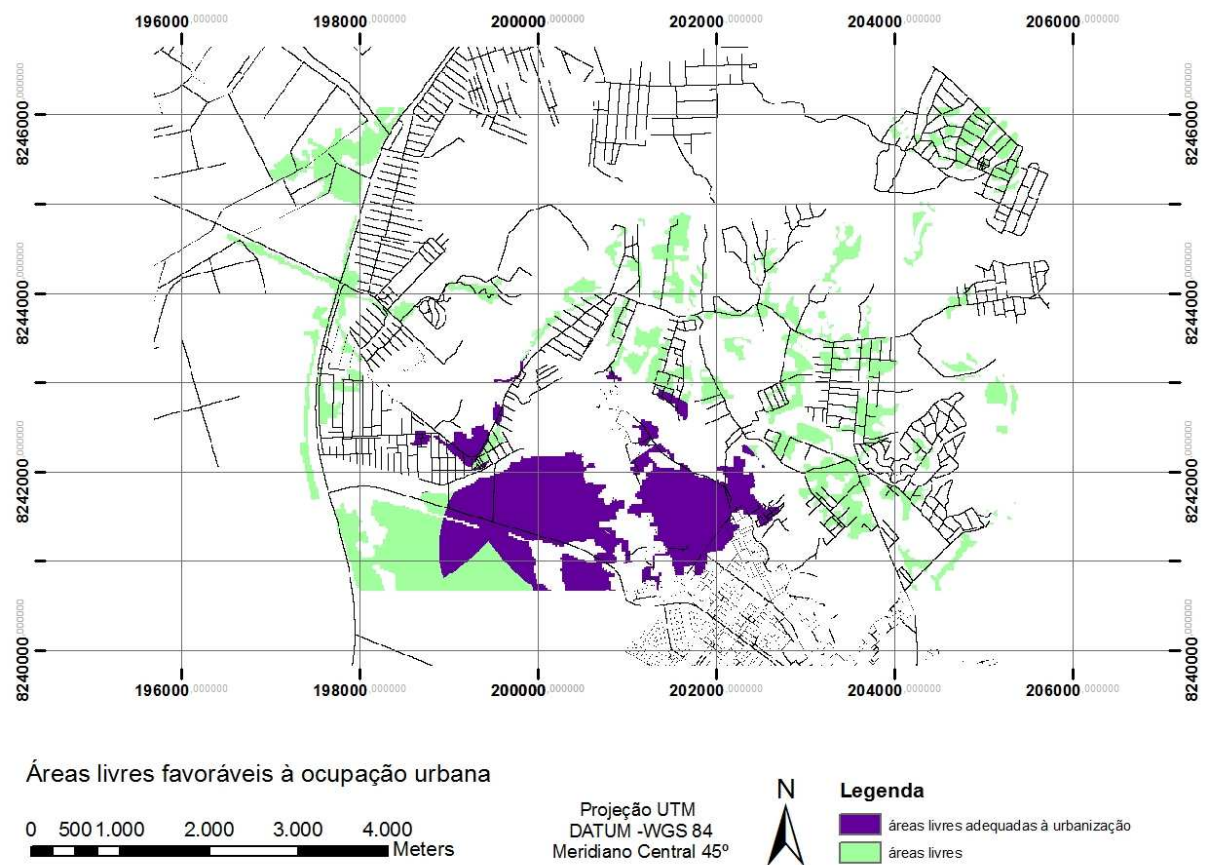 196000,000000 198000,000000 200000,000000 202000,000000 204000,000000 206000,000000
8246000,000000 8246000,000000
8244000,000000 8244000,000000
8242000,000000 8242000,000000
8240000,000000 8240000,000000
196000,000000 198000,000000 200000,000000 202000,000000 204000,000000 206000,000000
Áreas livres favoráveis à ocupação urbana
0 500 1.000 2.000 3.000 4.000
Meters
Projeção UTM
DATUM -WGS 84
Meridiano Central 45º
N
Legenda
áreas livres adequadas à urbanização
áreas livres